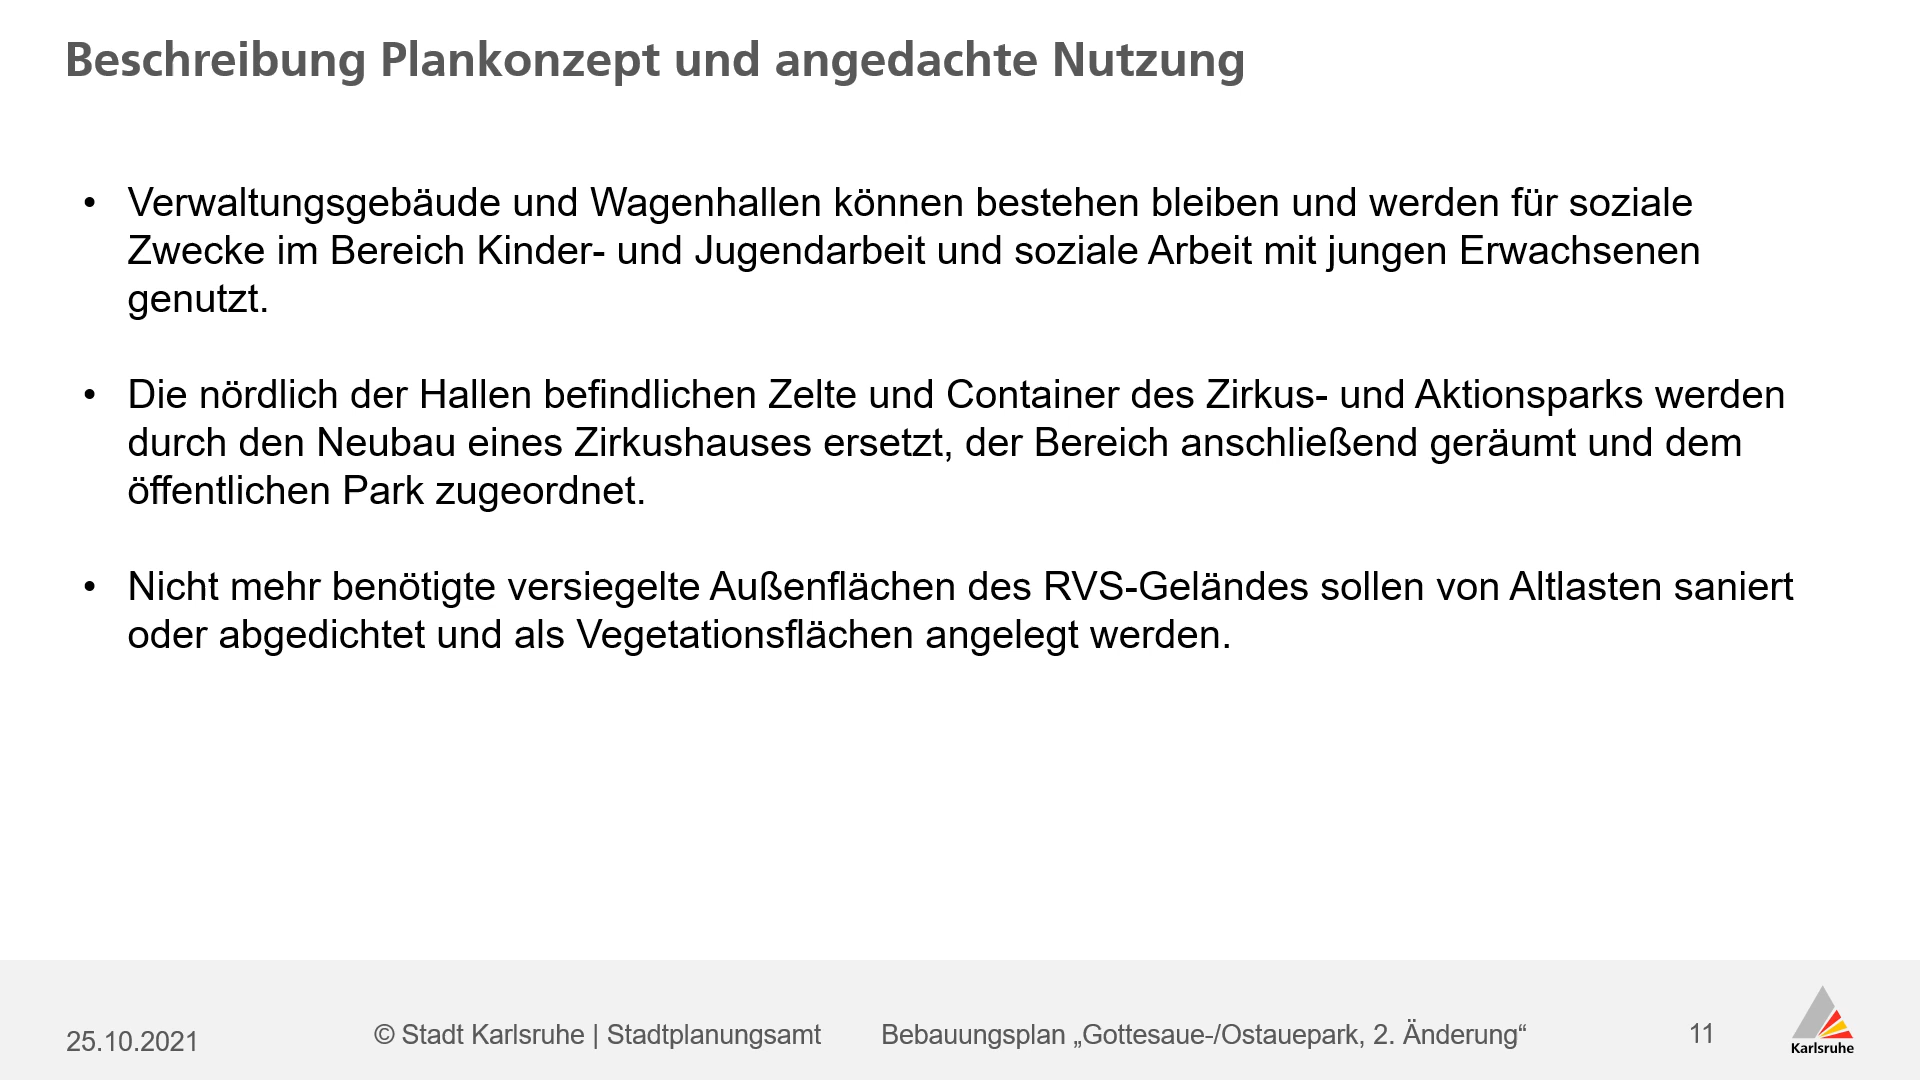 Beschreibung Plankonzept und angedachte Nutzung
• Verwaltungsgebäude und Wagenhallen können bestehen bleiben und werden für soziale
Zwecke im Bereich Kinder- und Jugendarbeit und soziale Arbeit mit jungen Erwachsenen
genutzt.
• Die nördlich der Hallen befindlichen Zelte und Container des Zirkus- und Aktionsparks werden
durch den Neubau eines Zirkushauses ersetzt, der Bereich anschließend geräumt und dem
öffentlichen Park zugeordnet.
• Nicht mehr benötigte versiegelte Außenflächen des RVS-Geländes sollen von Altlasten saniert
oder abgedichtet und als Vegetationsflächen angelegt werden.
25.10.2021 © Stadt Karlsruhe | Stadtplanungsamt Bebauungsplan „Gottesaue-/Ostauepark, 2. Änderung“ 11
Karlsruhe